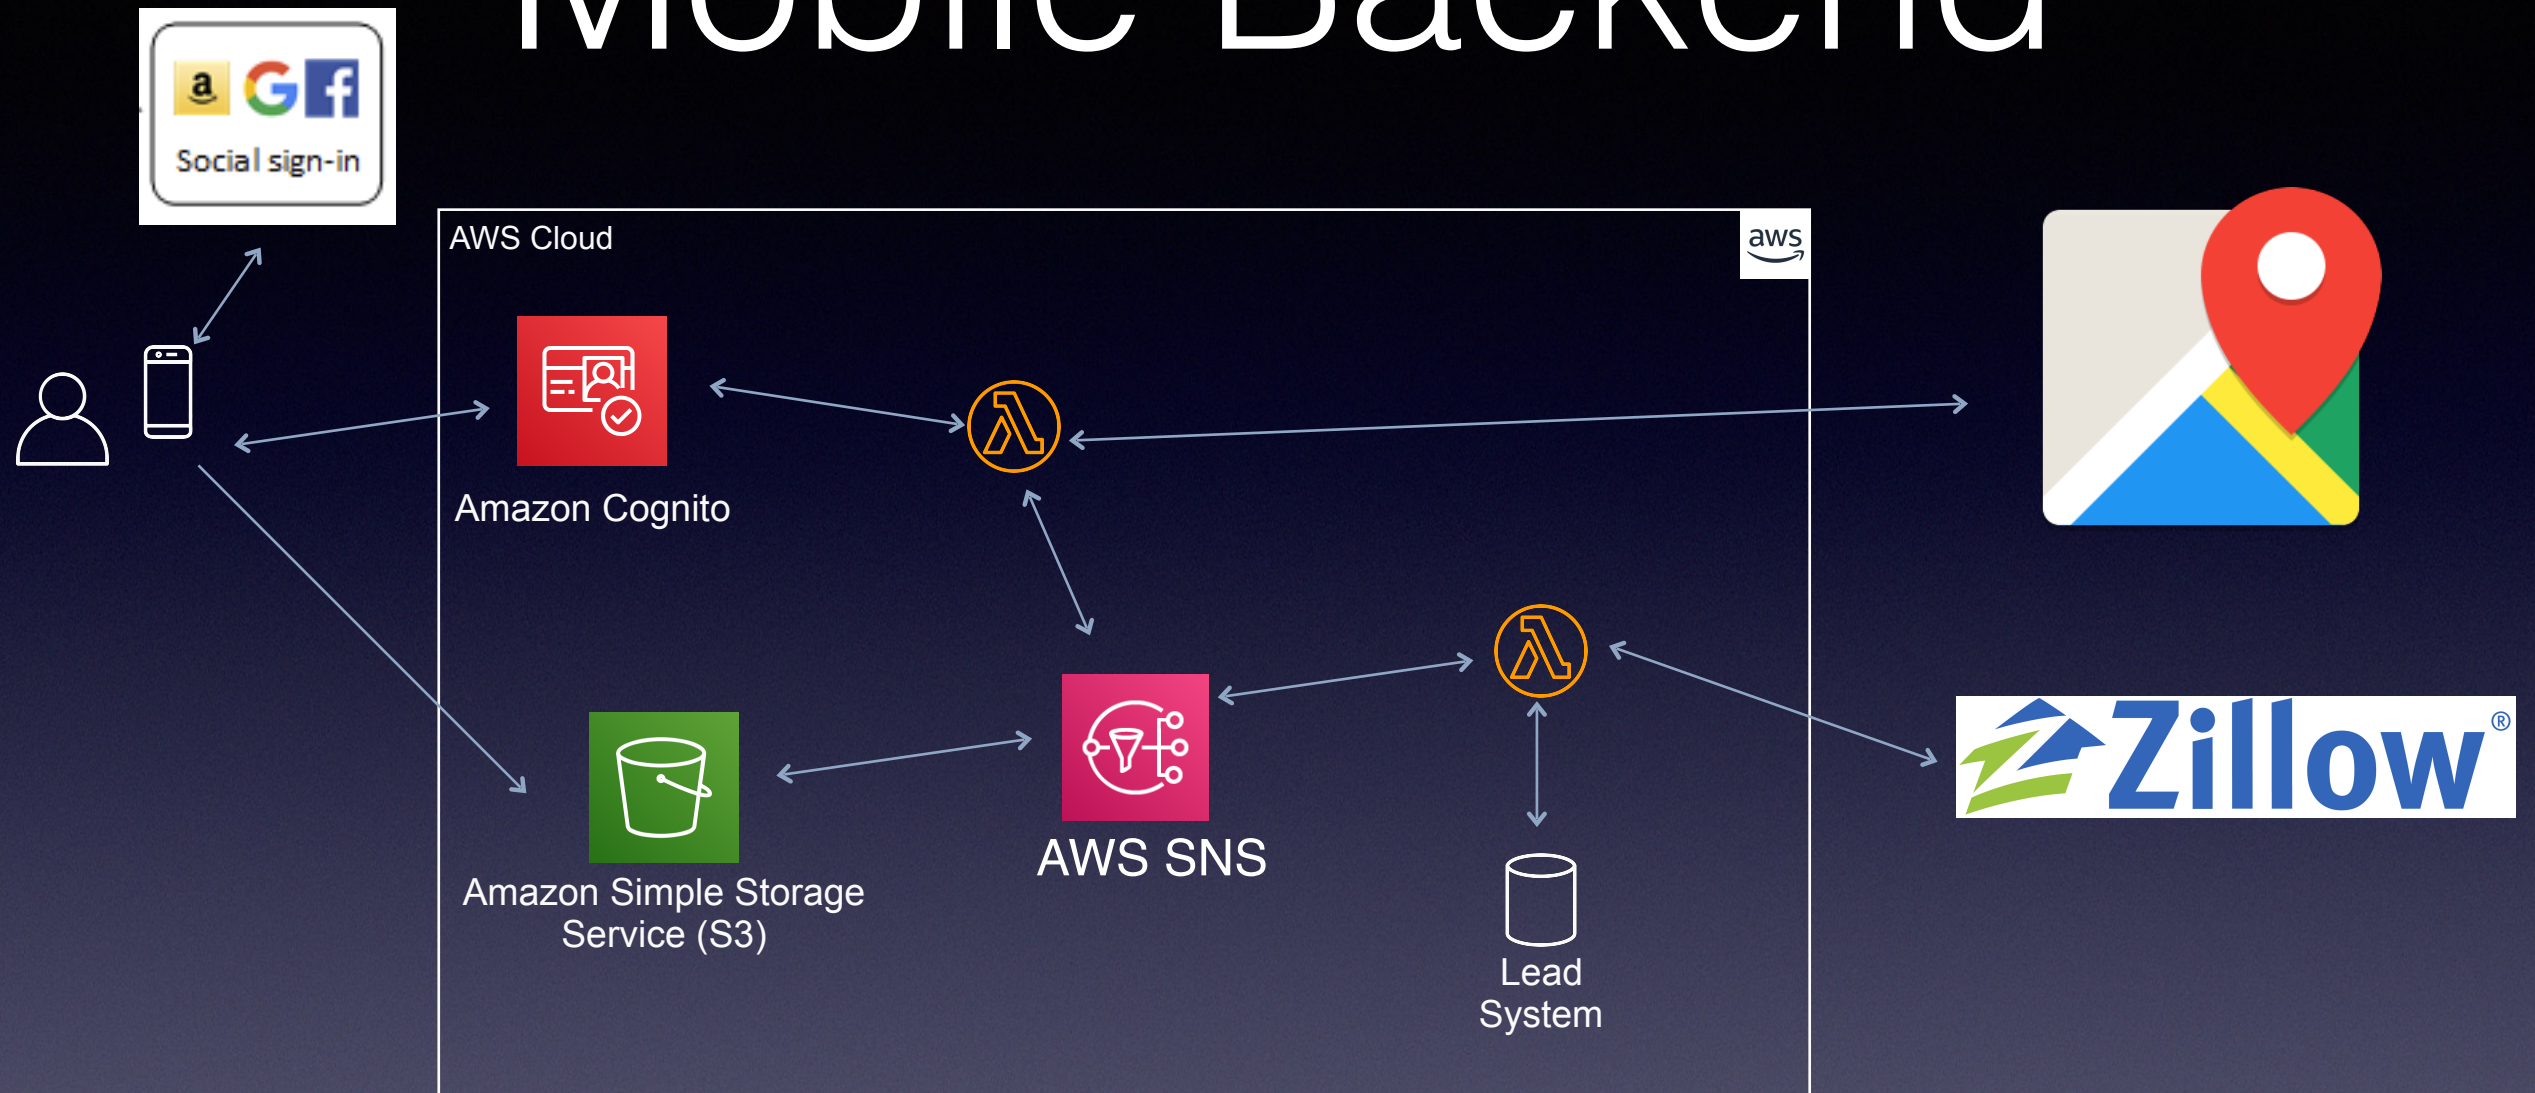 Mobile Backend
a G f
Social sign-in
AWS Cloud
aws
Amazon Cognito
AWS SNS
Amazon Simple Storage
Service (S3)
Zillow®
Lead
System